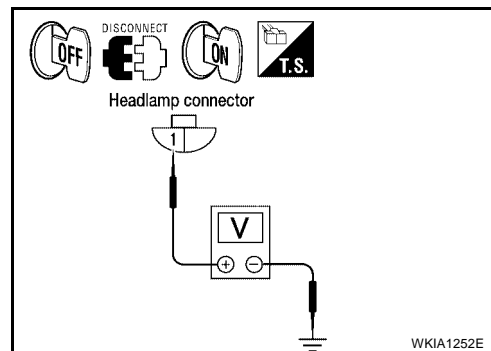 OFF
DISCONNECT
ON
T.S.
Headlamp connector
1
V
+ −
WKIA1252E